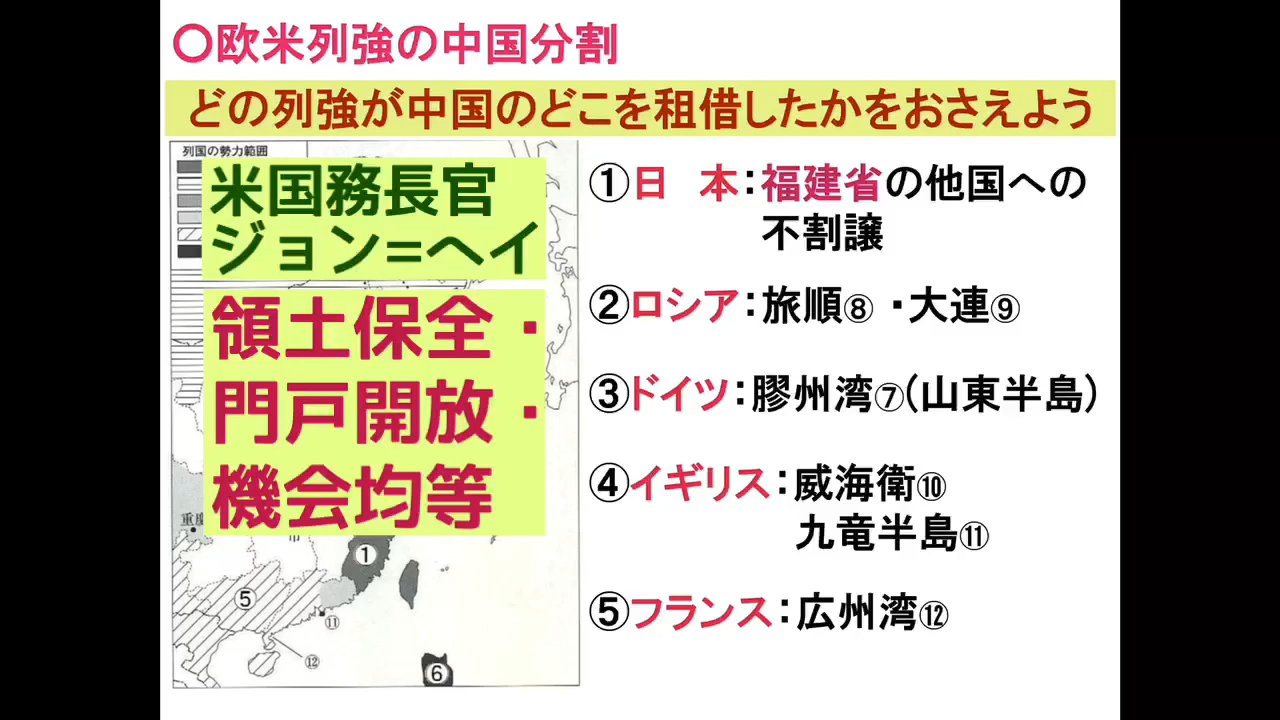 〇欧米列強の中国分割
どの列強が中国のどこを租借したかをおさえよう
列国の勢力範囲
米国務長官
ジョン=ヘイ
領土保全・
門戸開放・
機会均等
①日　本：福建省の他国への
不割譲
②ロシア：旅順⑧・大連⑨
③ドイツ：膠州湾⑦(山東半島)
④イギリス：威海衛⑩
九竜半島⑪
⑤フランス：広州湾⑫
①
⑤
⑪
⑫
⑥